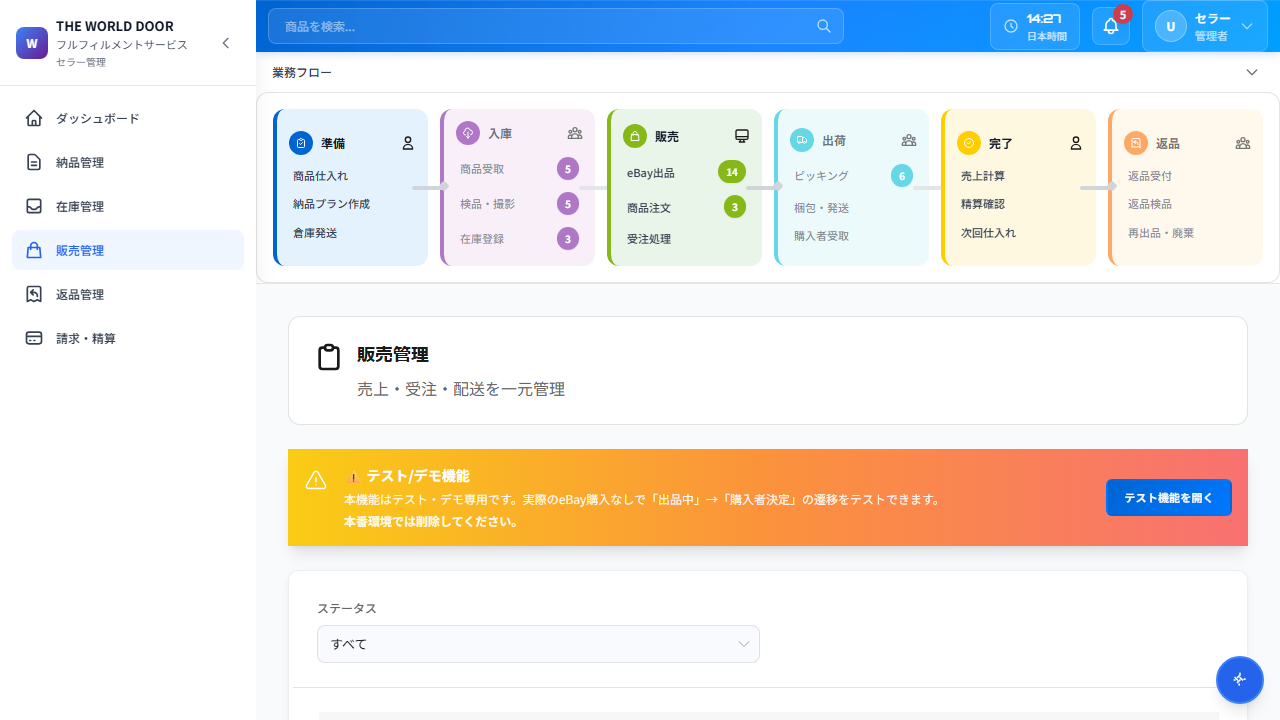 W
THE WORLD DOOR
フルフィルメントサービス
セラー管理
ダッシュボード
納品管理
在庫管理
販売管理
返品管理
請求・精算
商品を検索...
14:27
日本時間
5
U
セラー
管理者
業務フロー
準備
商品仕入れ
納品プラン作成
倉庫発送
入庫
商品受取 5
検品・撮影 5
在庫登録 3
販売
eBay出品 14
商品注文 3
受注処理
出荷
ピッキング 6
梱包・発送
購入者受取
完了
売上計算
精算確認
次回仕入れ
返品
返品受付
返品検品
再出品・廃棄
販売管理
売上・受注・配送を一元管理
⚠️ テスト/デモ機能
本機能はテスト・デモ専用です。実際のeBay購入なしで「出品中」→「購入者決定」の遷移をテストできます。
本番環境では削除してください。
テスト機能を開く
ステータス
すべて